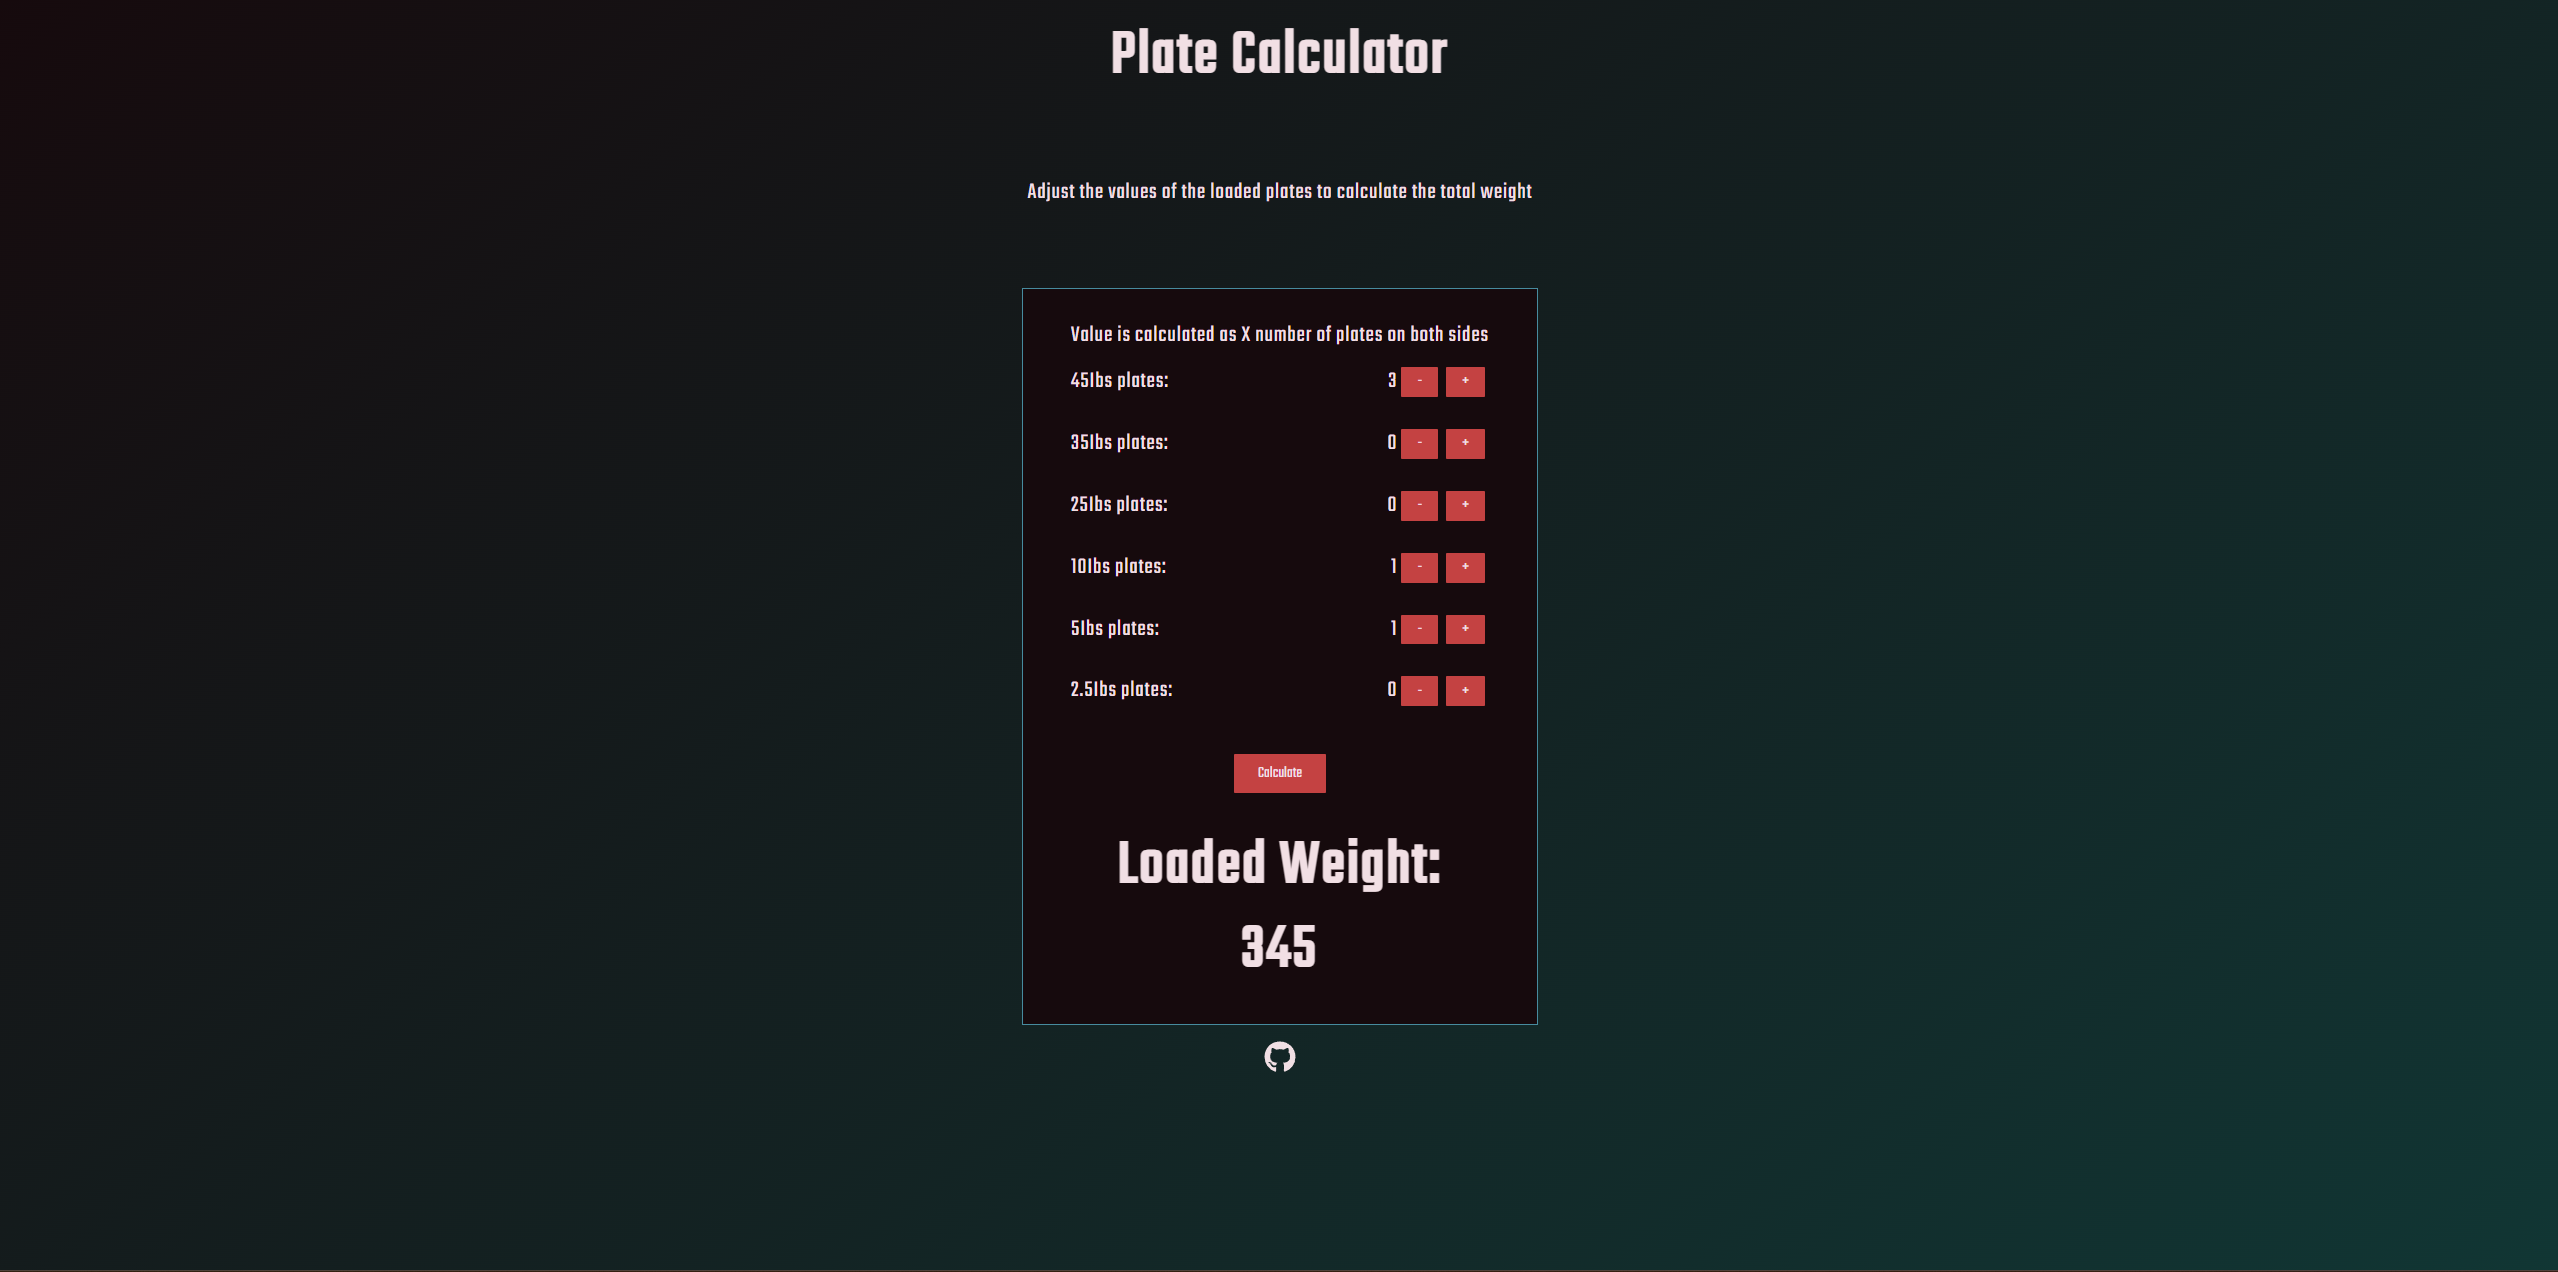 Plate Calculator
Adjust the values of the loaded plates to calculate the total weight
Value is calculated as X number of plates on both sides
45lbs plates: 3 - +
35lbs plates: 0 - +
25lbs plates: 0 - +
10lbs plates: 1 - +
5lbs plates: 1 - +
2.5lbs plates: 0 - +
Calculate
Loaded Weight:
345